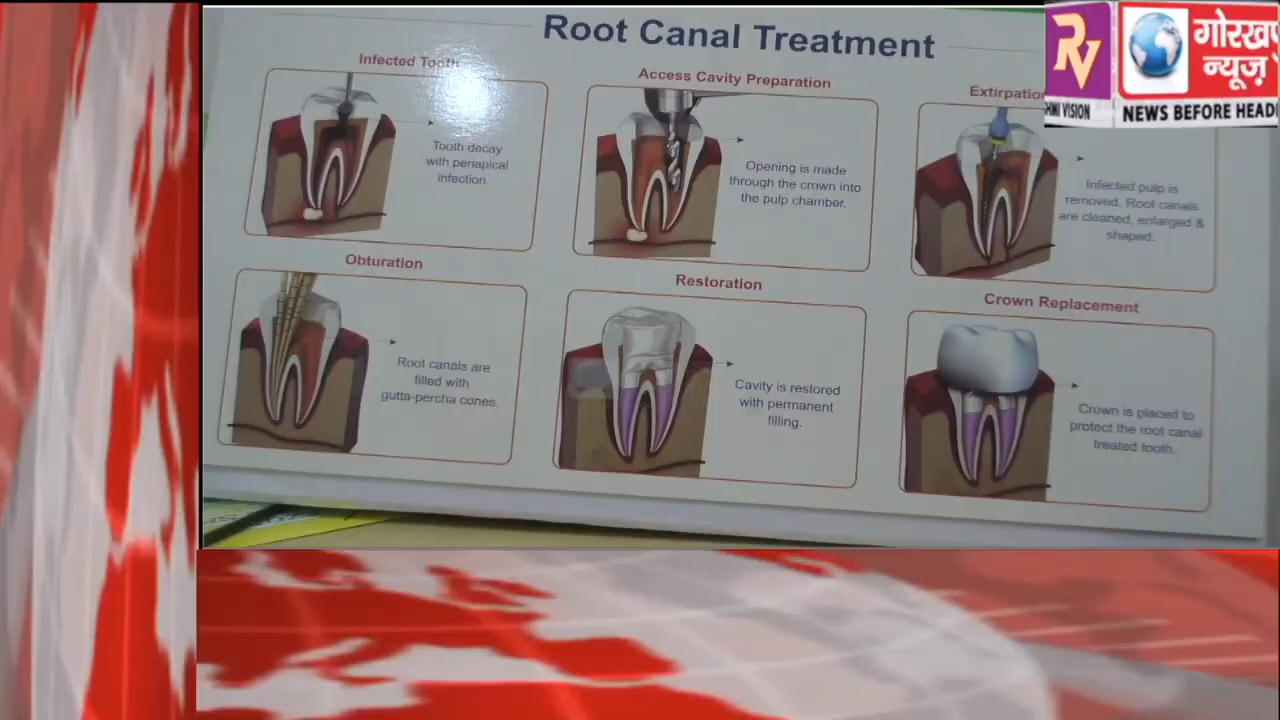 Root Canal Treatment
Infected Tooth
Tooth decay
with periapical
infection.
Access Cavity Preparation
Opening is made
through the crown into
the pulp chamber.
Infected pulp is
removed. Root canals
are cleaned, enlarged &
shaped.
Obturation
Root canals are
filled with
gutta-percha cones.
Restoration
Cavity is restored
with permanent
filling.
Crown Replacement
Crown is placed to
protect the root canal
treated tooth.
RV
VISION
न्यूज़
NEWS BEFORE